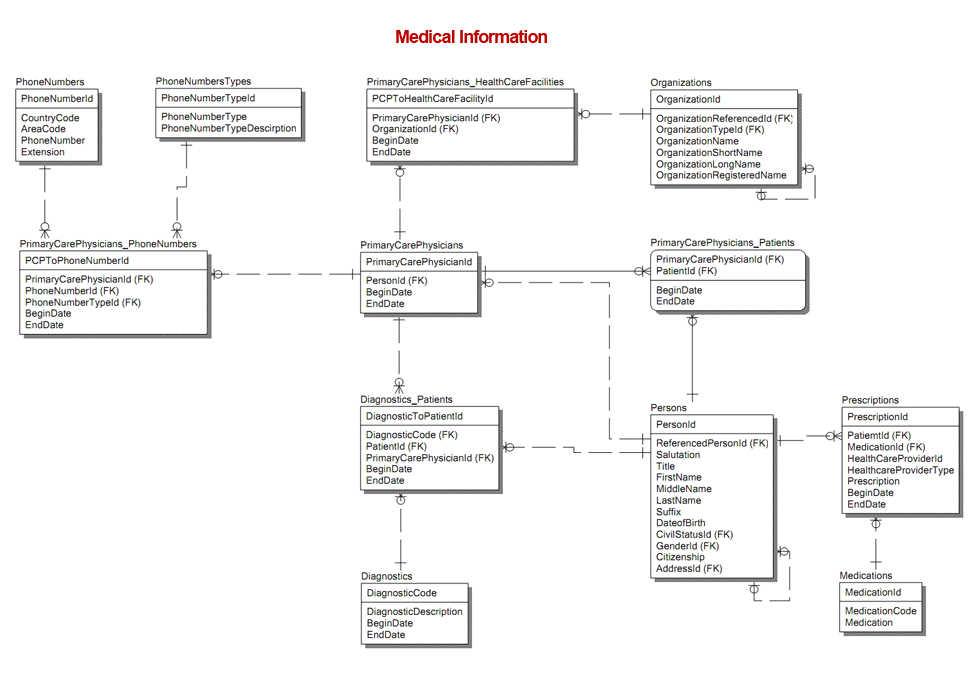 Medical Information
PhoneNumbers
PhoneNumberId
CountryCode
AreaCode
PhoneNumber
Extension
PhoneNumbersTypes
PhoneNumberTypeId
PhoneNumberType
PhoneNumberTypeDescirption
PrimaryCarePhysicians_HealthCareFacilities
PCPToHealthCareFacilityId
PrimaryCarePhysicianId (FK)
OrganizationId (FK)
BeginDate
EndDate
Organizations
OrganizationId
OrganizationReferencedId (FK)
OrganizationTypeId (FK)
OrganizationName
OrganizationShortName
OrganizationLongName
OrganizationRegisteredName
PrimaryCarePhysicians_PhoneNumbers
PCPToPhoneNumberId
PrimaryCarePhysicianId (FK)
PhoneNumberId (FK)
PhoneNumberTypeId (FK)
BeginDate
EndDate
PrimaryCarePhysicians
PrimaryCarePhysicianId
PersonId (FK)
BeginDate
EndDate
PrimaryCarePhysicians_Patients
PrimaryCarePhysicianId (FK)
PatientId (FK)
BeginDate
EndDate
Diagnostics_Patients
DiagnosticToPatientId
DiagnosticCode (FK)
PatientId (FK)
PrimaryCarePhysicianId (FK)
BeginDate
EndDate
Persons
PersonId
ReferencedPersonId (FK)
Salutation
Title
FirstName
MiddleName
LastName
Suffix
DateofBirth
CivilStatusId (FK)
GenderId (FK)
Citizenship
AddressId (FK)
Prescriptions
PrescriptionId
PatiemtId (FK)
MedicationId (FK)
HealthCareProviderId
HealthcareProviderType
Prescription
BeginDate
EndDate
Diagnostics
DiagnosticCode
DiagnosticDescription
BeginDate
EndDate
Medications
MedicationId
MedicationCode
Medication